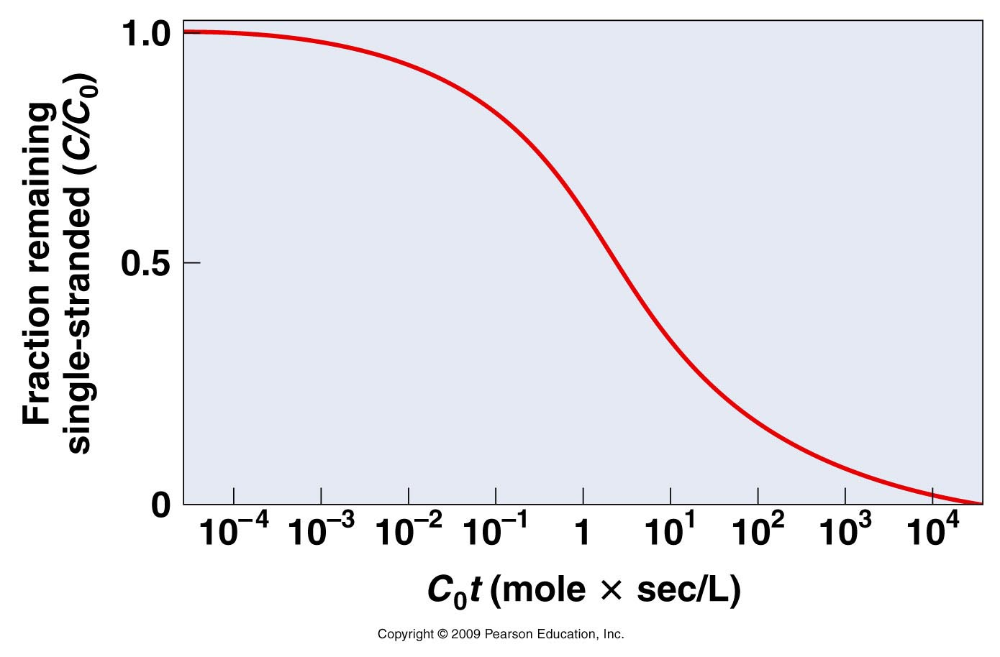 Fraction remaining
single-stranded (C/C₀)
1.0
0.5
0
10⁻⁴ 10⁻³ 10⁻² 10⁻¹ 1 10¹ 10² 10³ 10⁴
C₀t (mole × sec/L)
Copyright © 2009 Pearson Education, Inc.